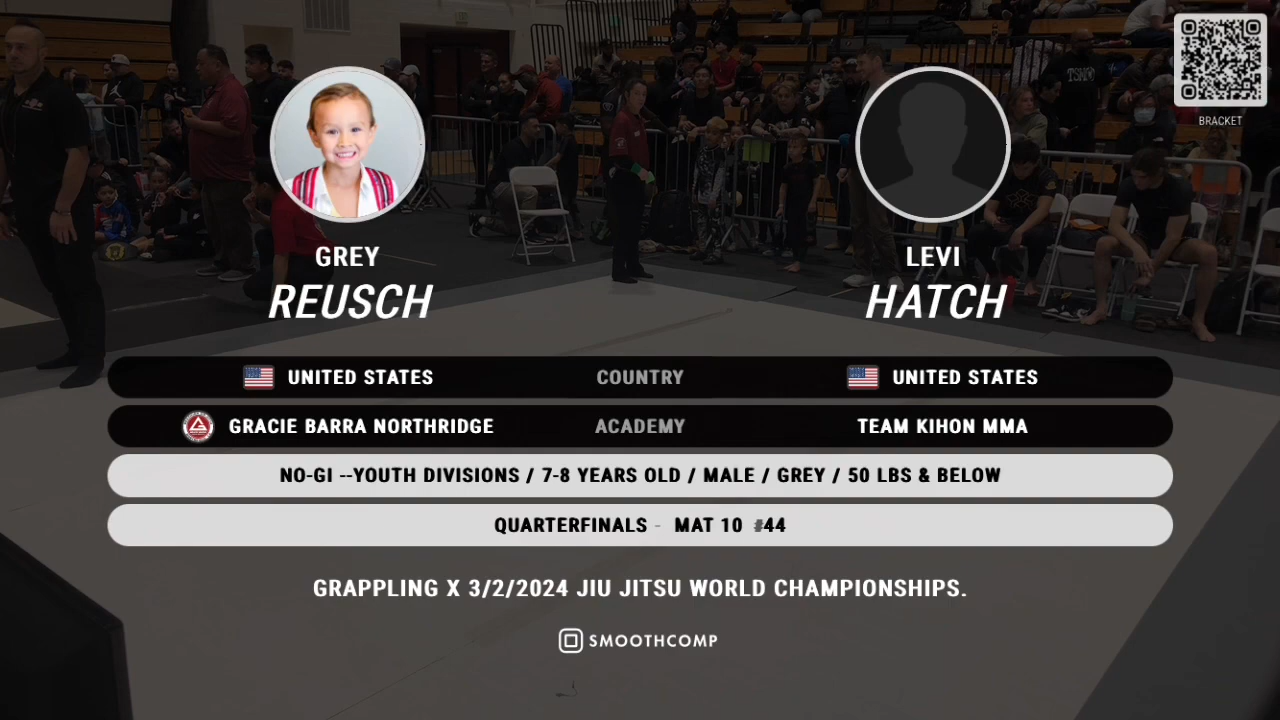 BRACKET
GREY
REUSCH
LEVI
HATCH
UNITED STATES COUNTRY UNITED STATES
GRACIE BARRA NORTHRIDGE ACADEMY TEAM KIHON MMA
NO-GI --YOUTH DIVISIONS / 7-8 YEARS OLD / MALE / GREY / 50 LBS & BELOW
QUARTERFINALS - MAT 10 #44
GRAPPLING X 3/2/2024 JIU JITSU WORLD CHAMPIONSHIPS.
SMOOTHCOMP